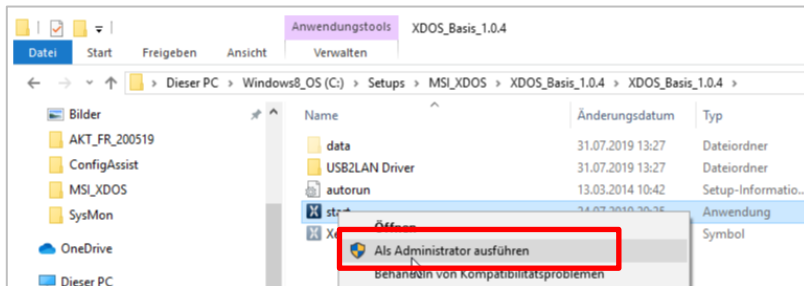 Anwendungstools XDOS_Basis_1.0.4
Datei Start Freigeben Ansicht Verwalten
Dieser PC > Windows8_OS (C:) > Setups > MSI_XDOS > XDOS_Basis_1.0.4 > XDOS_Basis_1.0.4 >
Bilder
AKT_FR_200519
ConfigAssist
MSI_XDOS
SysMon
OneDrive
Dieser PC
Name Änderungsdatum Typ
data 31.07.2019 13:27 Dateiordner
USB2LAN Driver 31.07.2019 13:27 Dateiordner
autorun 13.03.2014 10:42 Setup-Informatio...
start Anwendung
Symbol
Öffnen
Als Administrator ausführen
Behandeln von Kompatibilitätsproblemen